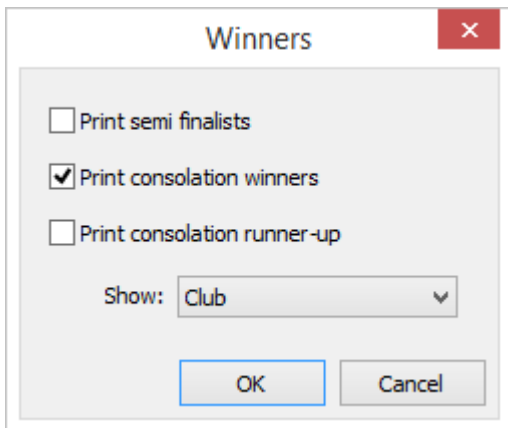 Winners
Print semi finalists
Print consolation winners
Print consolation runner-up
Show: Club
OK Cancel